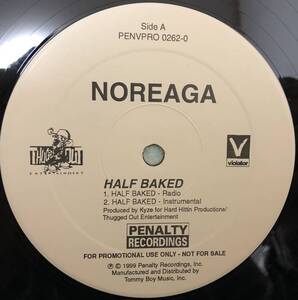 Side A
PENVPRO 0262-0
NOREAGA
THUGGED OUT
ENTERTAINMENT
V
violator
HALF BAKED
1. HALF BAKED - Radio
2. HALF BAKED - Instrumental
Produced by Kyze for Hard Hittin Productions/
Thugged Out Entertainment
PENALTY
RECORDINGS
FOR PROMOTIONAL USE ONLY - NOT FOR SALE
℗ © 1999 Penalty Recordings, Inc.
Manufactured and Distributed by
Tommy Boy Music, Inc.